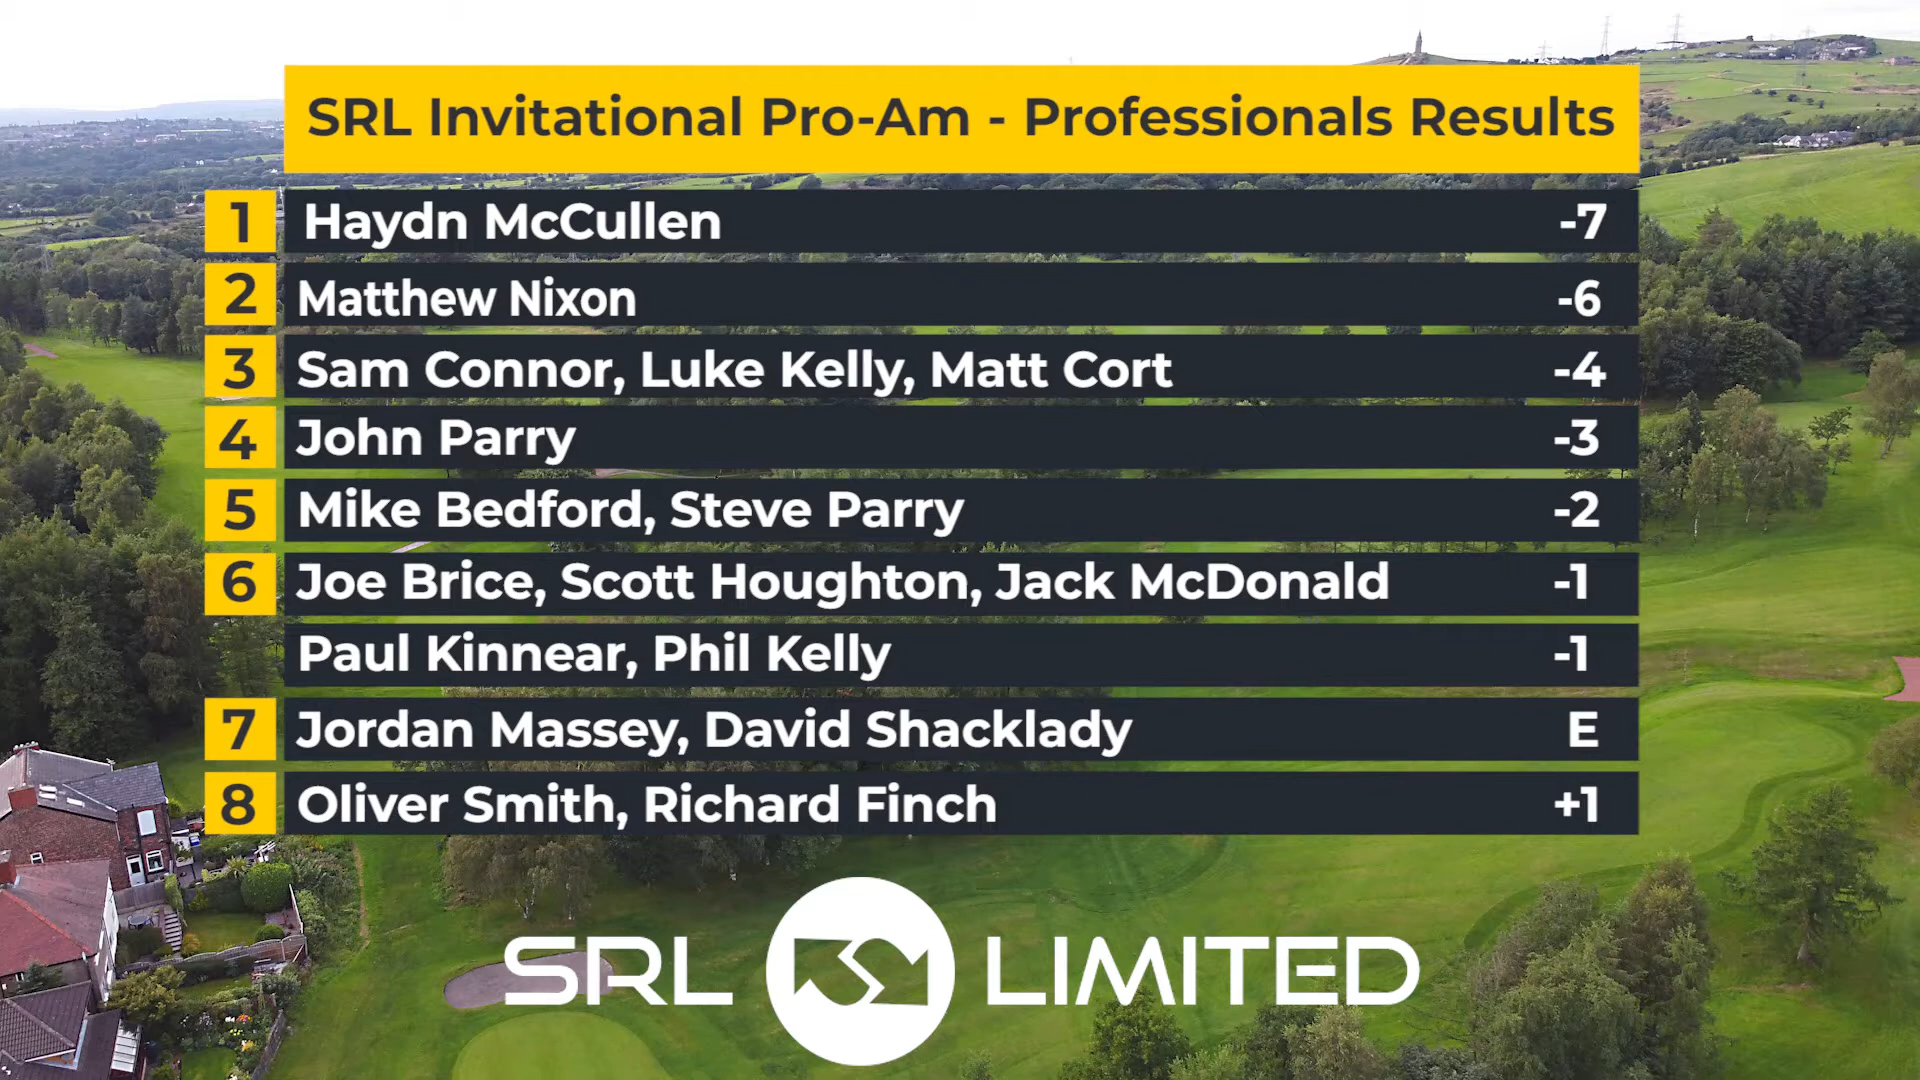 SRL Invitational Pro-Am - Professionals Results
1 Haydn McCullen -7
2 Matthew Nixon -6
3 Sam Connor, Luke Kelly, Matt Cort -4
4 John Parry -3
5 Mike Bedford, Steve Parry -2
6 Joe Brice, Scott Houghton, Jack McDonald -1
Paul Kinnear, Phil Kelly -1
7 Jordan Massey, David Shacklady E
8 Oliver Smith, Richard Finch +1
SRL LIMITED